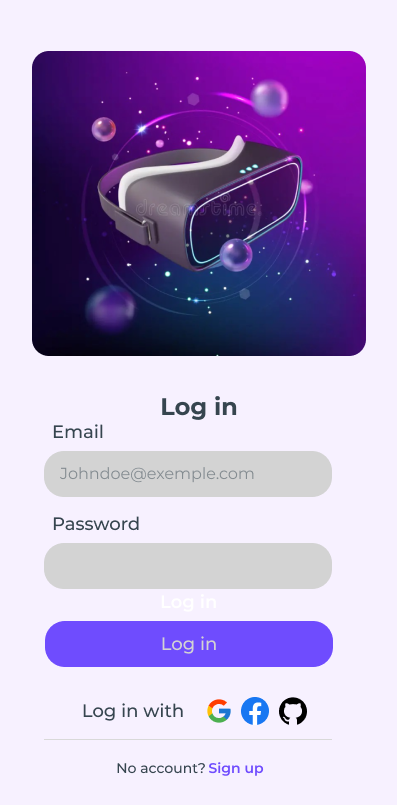 dreamstime
Log in
Email
Johndoe@exemple.com
Password
Log in
Log in
Log in with
No account? Sign up